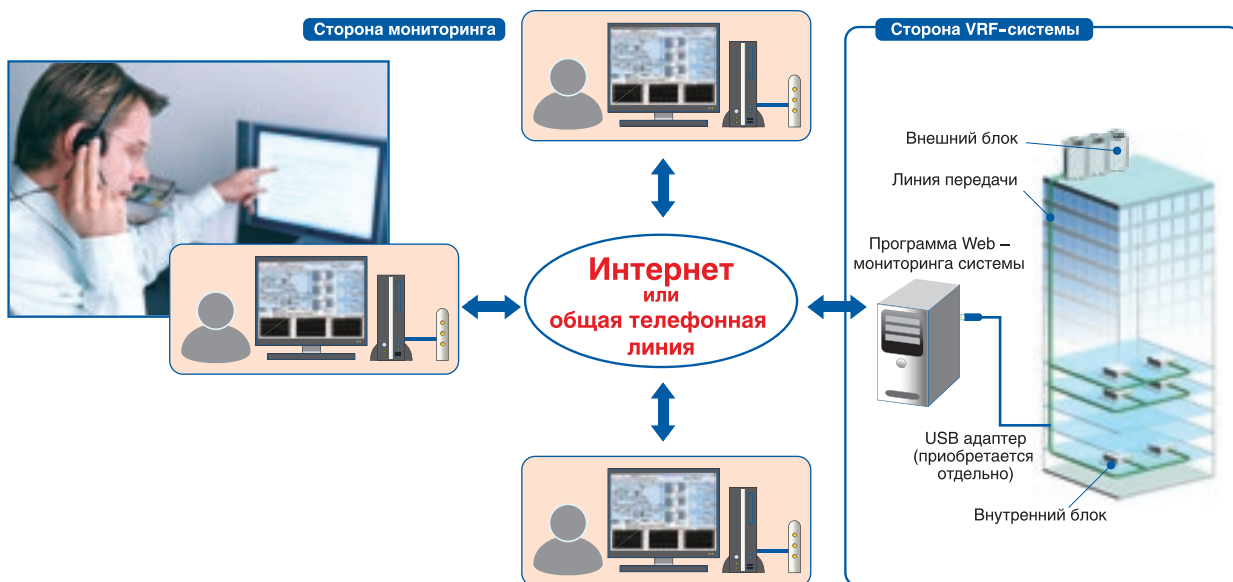 Сторона мониторинга
Сторона VRF-системы
Внешний блок
Линия передачи
Программа Web –
мониторинга системы
Интернет
или
общая телефонная
линия
USB адаптер
(приобретается
отдельно)
Внутренний блок